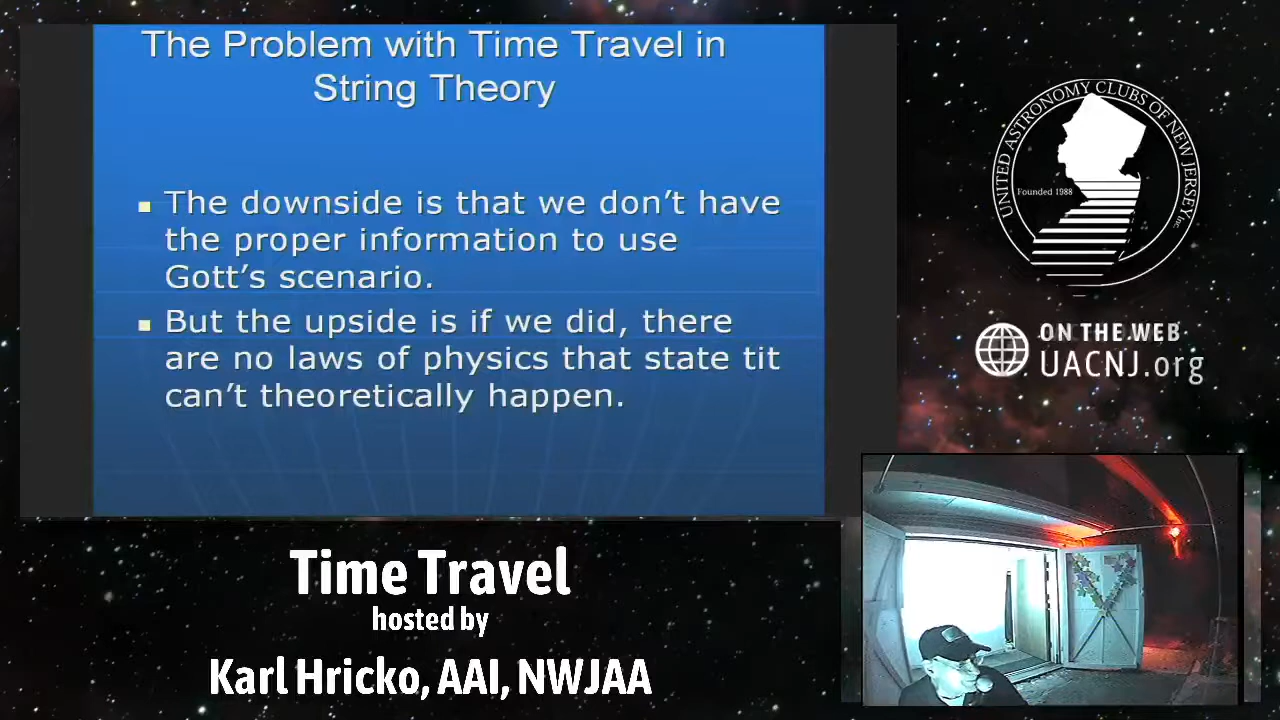 The Problem with Time Travel in
String Theory
The downside is that we don't have
the proper information to use
Gott's scenario.
But the upside is if we did, there
are no laws of physics that state tit
can't theoretically happen.
UNITED ASTRONOMY CLUBS OF NEW JERSEY, Inc.
Founded 1988
ON THE WEB
UACNJ.org
Time Travel
hosted by
Karl Hricko, AAI, NWJAA